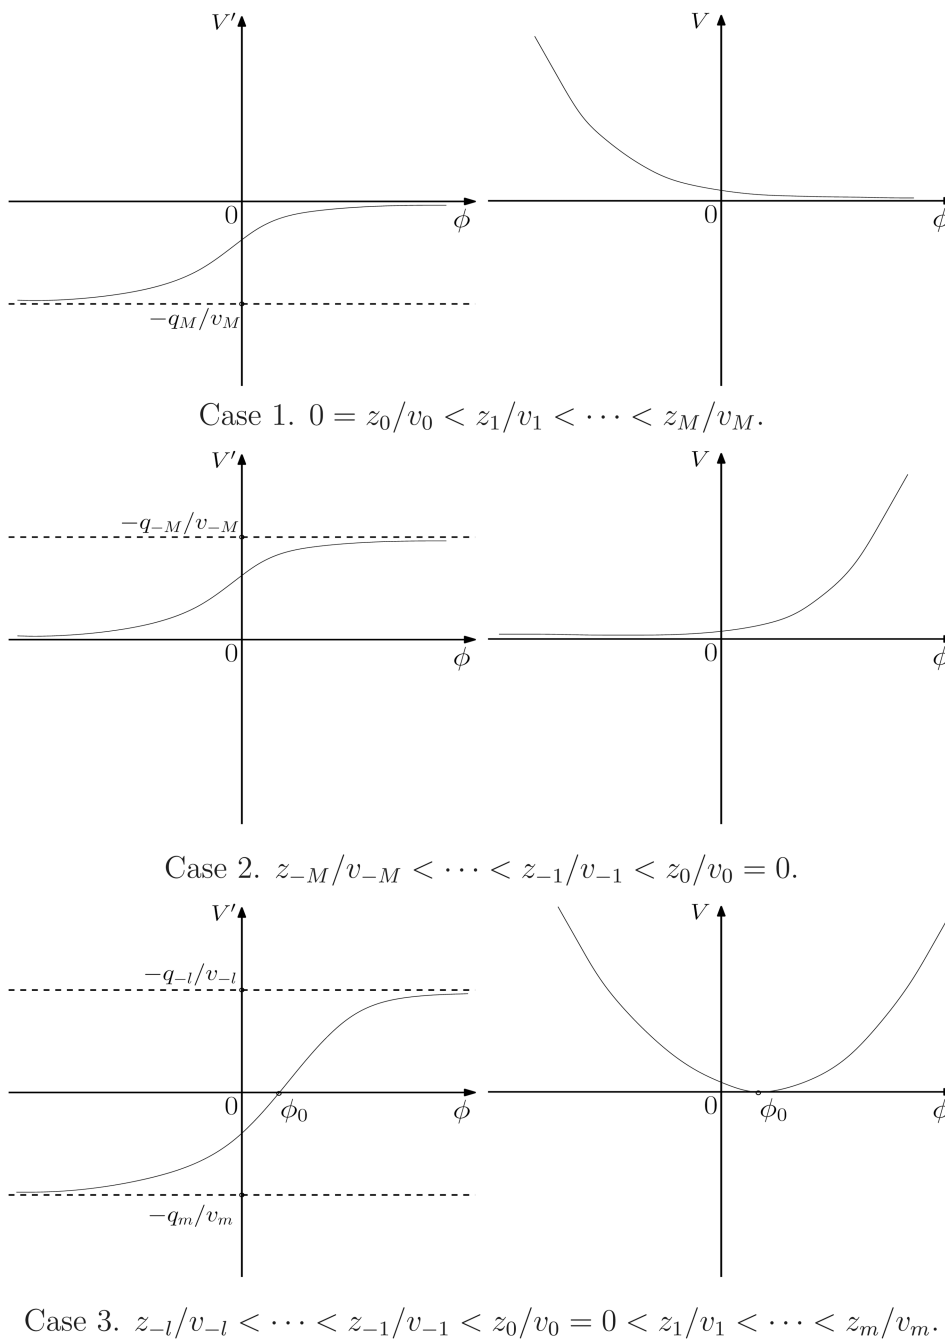 V′ V
0 ϕ 0 ϕ
−q_M/v_M
Case 1. 0 = z_0/v_0 < z_1/v_1 < ⋯ < z_M/v_M.
V′ V
−q_{−M}/v_{−M}
0 ϕ 0 ϕ
Case 2. z_{−M}/v_{−M} < ⋯ < z_{−1}/v_{−1} < z_0/v_0 = 0.
V′ V
−q_{−l}/v_{−l}
0 ϕ_0 ϕ 0 ϕ_0 ϕ
−q_m/v_m
Case 3. z_{−l}/v_{−l} < ⋯ < z_{−1}/v_{−1} < z_0/v_0 = 0 < z_1/v_1 < ⋯ < z_m/v_m.